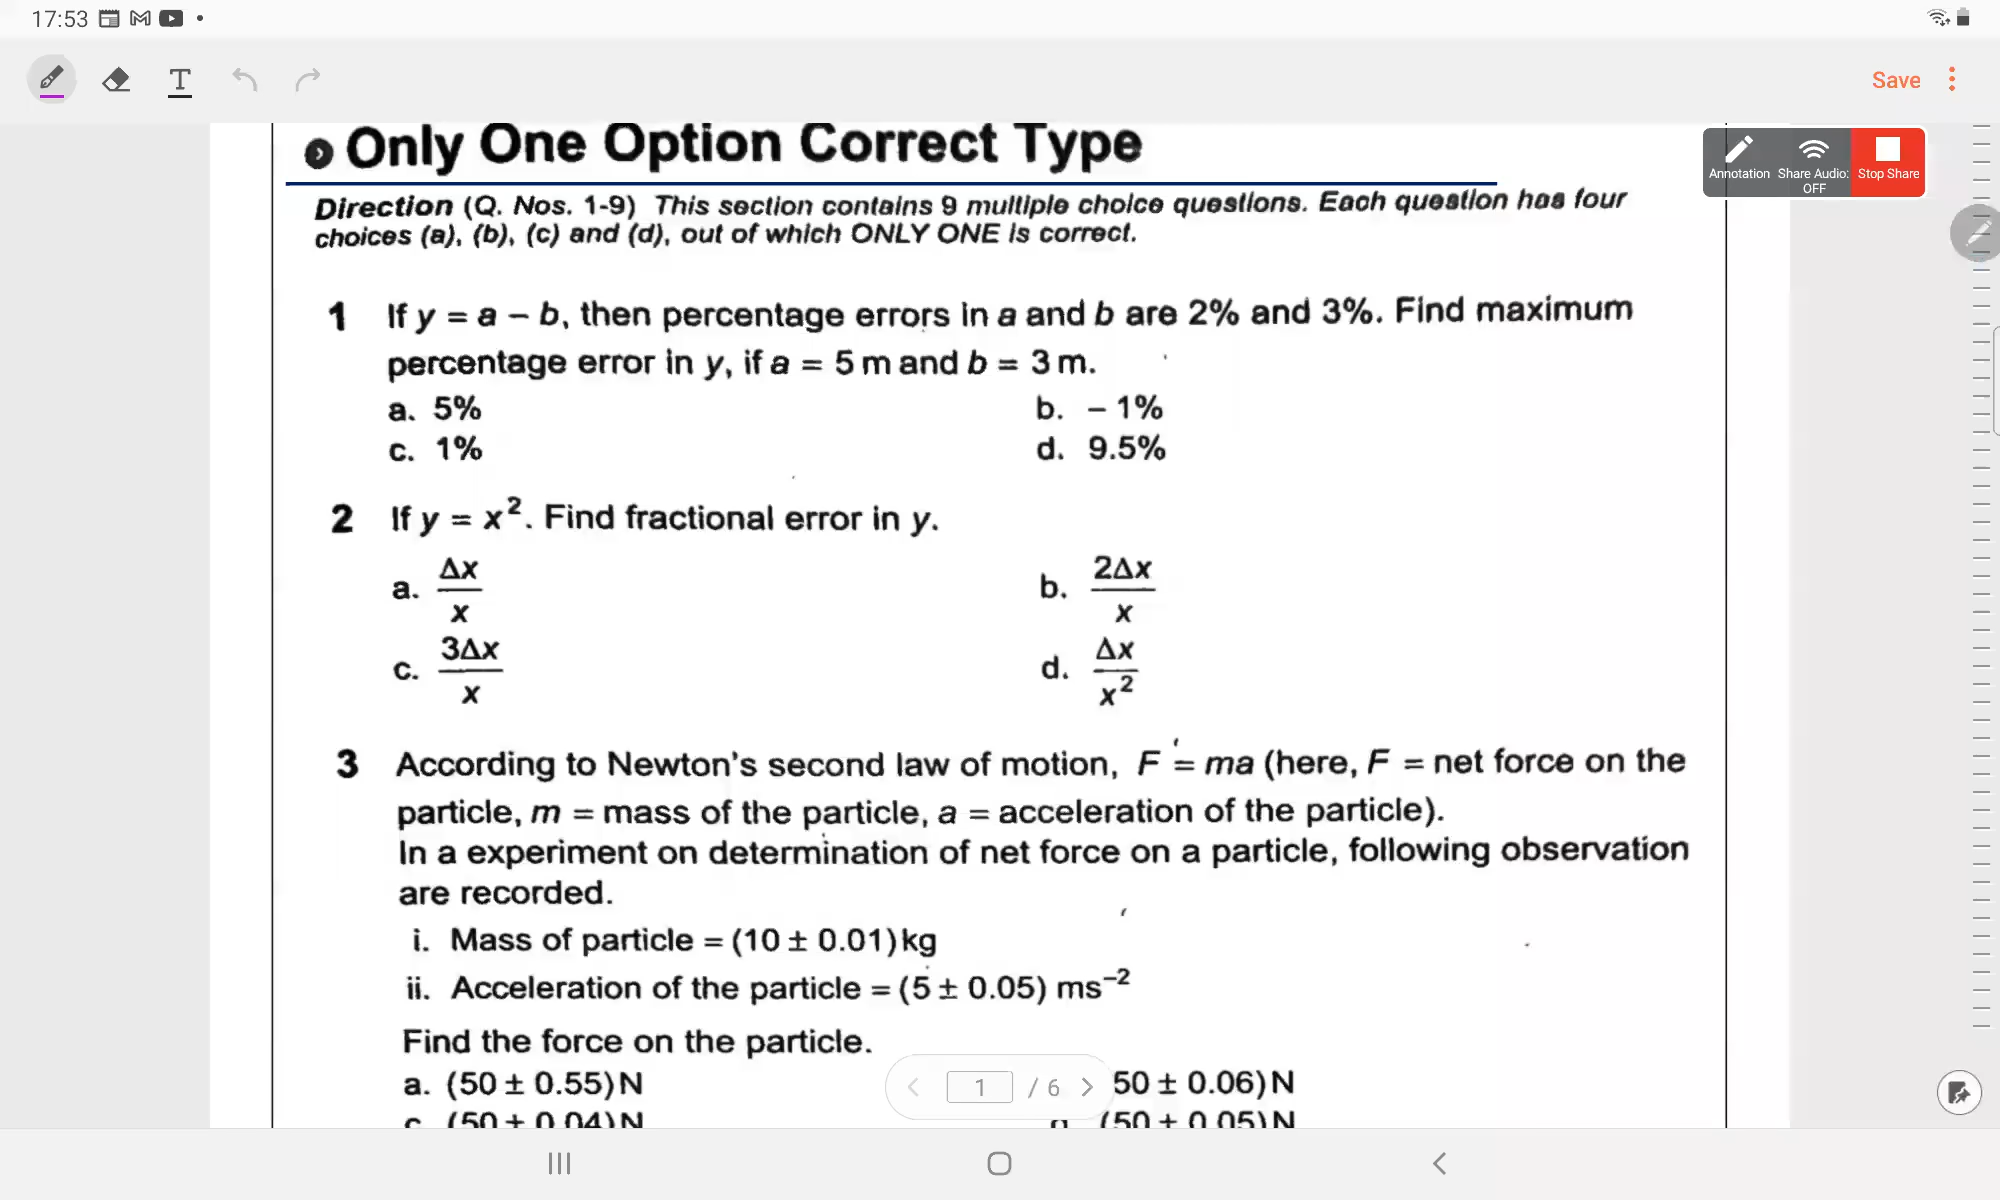 17:53
Save
Annotation Share Audio: OFF Stop Share
Only One Option Correct Type
Direction (Q. Nos. 1-9) This section contains 9 multiple choice questions. Each question has four
choices (a), (b), (c) and (d), out of which ONLY ONE is correct.
1 If y = a – b, then percentage errors in a and b are 2% and 3%. Find maximum
percentage error in y, if a = 5 m and b = 3 m.
a. 5% b. – 1%
c. 1% d. 9.5%
2 If y = x². Find fractional error in y.
a. Δx/x b. 2Δx/x
c. 3Δx/x d. Δx/x²
3 According to Newton's second law of motion, F = ma (here, F = net force on the
particle, m = mass of the particle, a = acceleration of the particle).
In a experiment on determination of net force on a particle, following observation
are recorded.
i. Mass of particle = (10 ± 0.01) kg
ii. Acceleration of the particle = (5 ± 0.05) ms⁻²
Find the force on the particle.
a. (50 ± 0.55) N 50 ± 0.06) N
c. (50 ± 0.04) N (50 ± 0.05) N
1 / 6